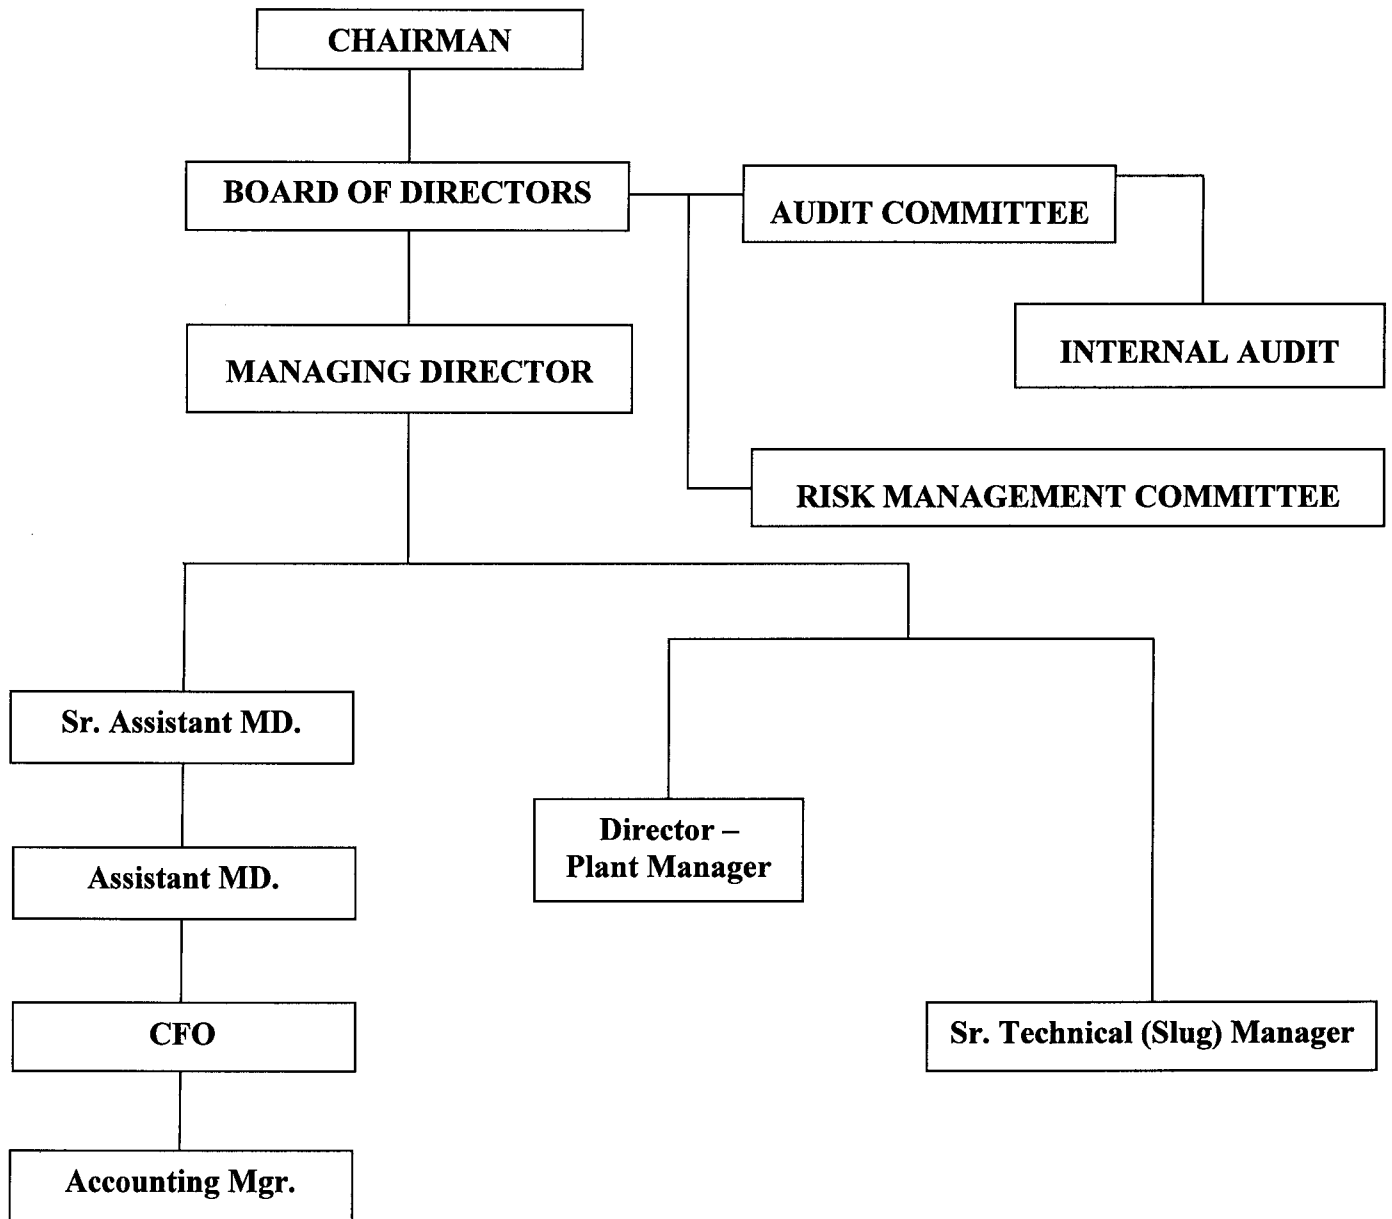 CHAIRMAN
BOARD OF DIRECTORS
AUDIT COMMITTEE
INTERNAL AUDIT
MANAGING DIRECTOR
RISK MANAGEMENT COMMITTEE
Sr. Assistant MD.
Director –
Plant Manager
Assistant MD.
CFO
Sr. Technical (Slug) Manager
Accounting Mgr.